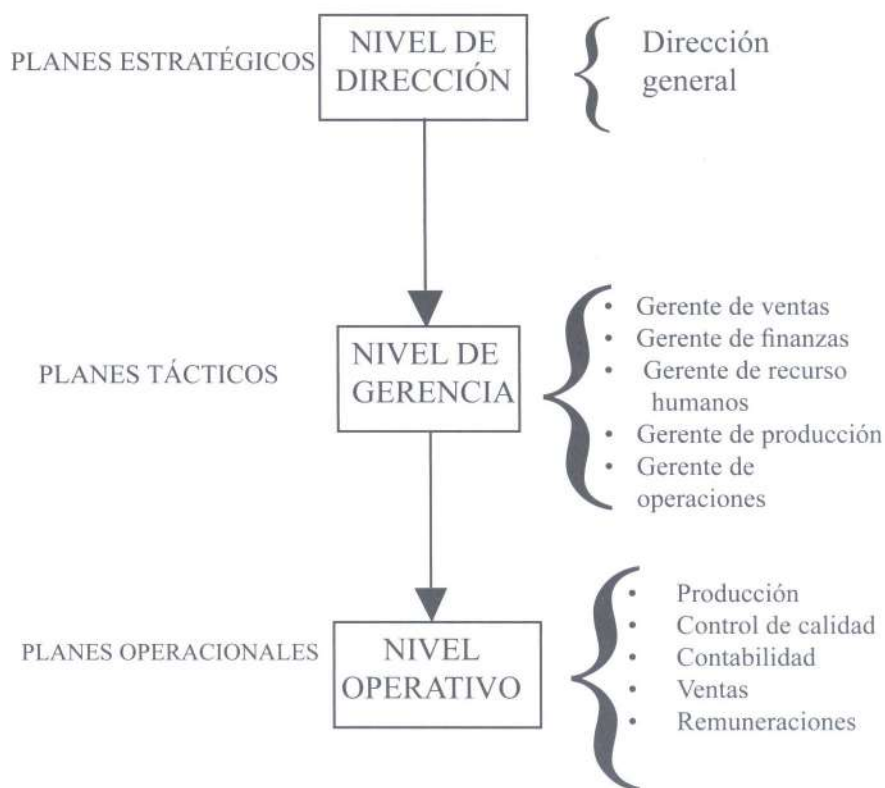 PLANES ESTRATÉGICOS
NIVEL DE
DIRECCIÓN
Dirección
general
PLANES TÁCTICOS
NIVEL DE
GERENCIA
• Gerente de ventas
• Gerente de finanzas
• Gerente de recurso
humanos
• Gerente de producción
• Gerente de
operaciones
PLANES OPERACIONALES
NIVEL
OPERATIVO
• Producción
• Control de calidad
• Contabilidad
• Ventas
• Remuneraciones